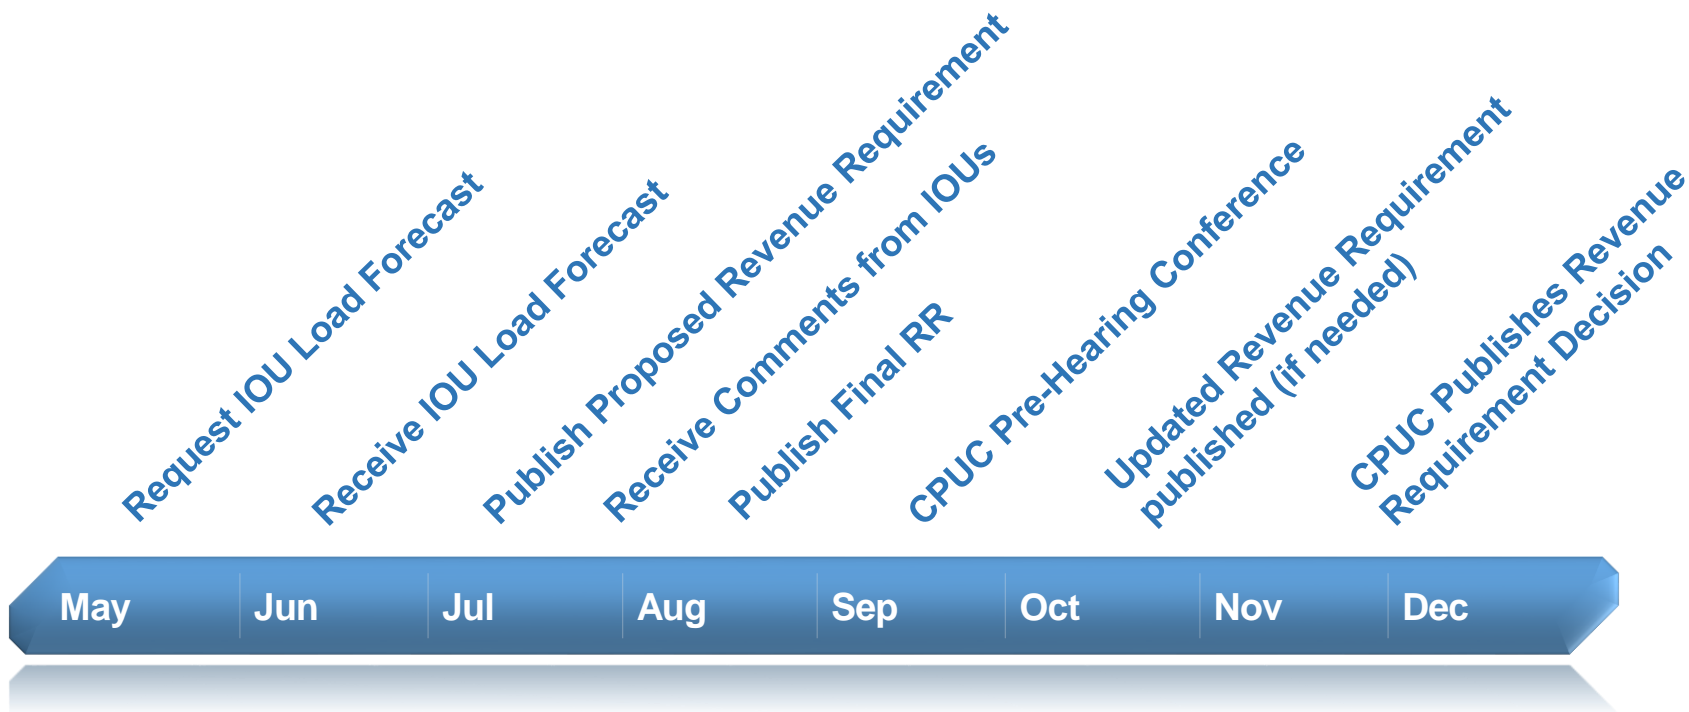 Request IOU Load Forecast
Receive IOU Load Forecast
Publish Proposed Revenue Requirement
Receive Comments from IOUs
Publish Final RR
CPUC Pre-Hearing Conference
Updated Revenue Requirement
published (if needed)
CPUC Publishes Revenue
Requirement Decision
May Jun Jul Aug Sep Oct Nov Dec